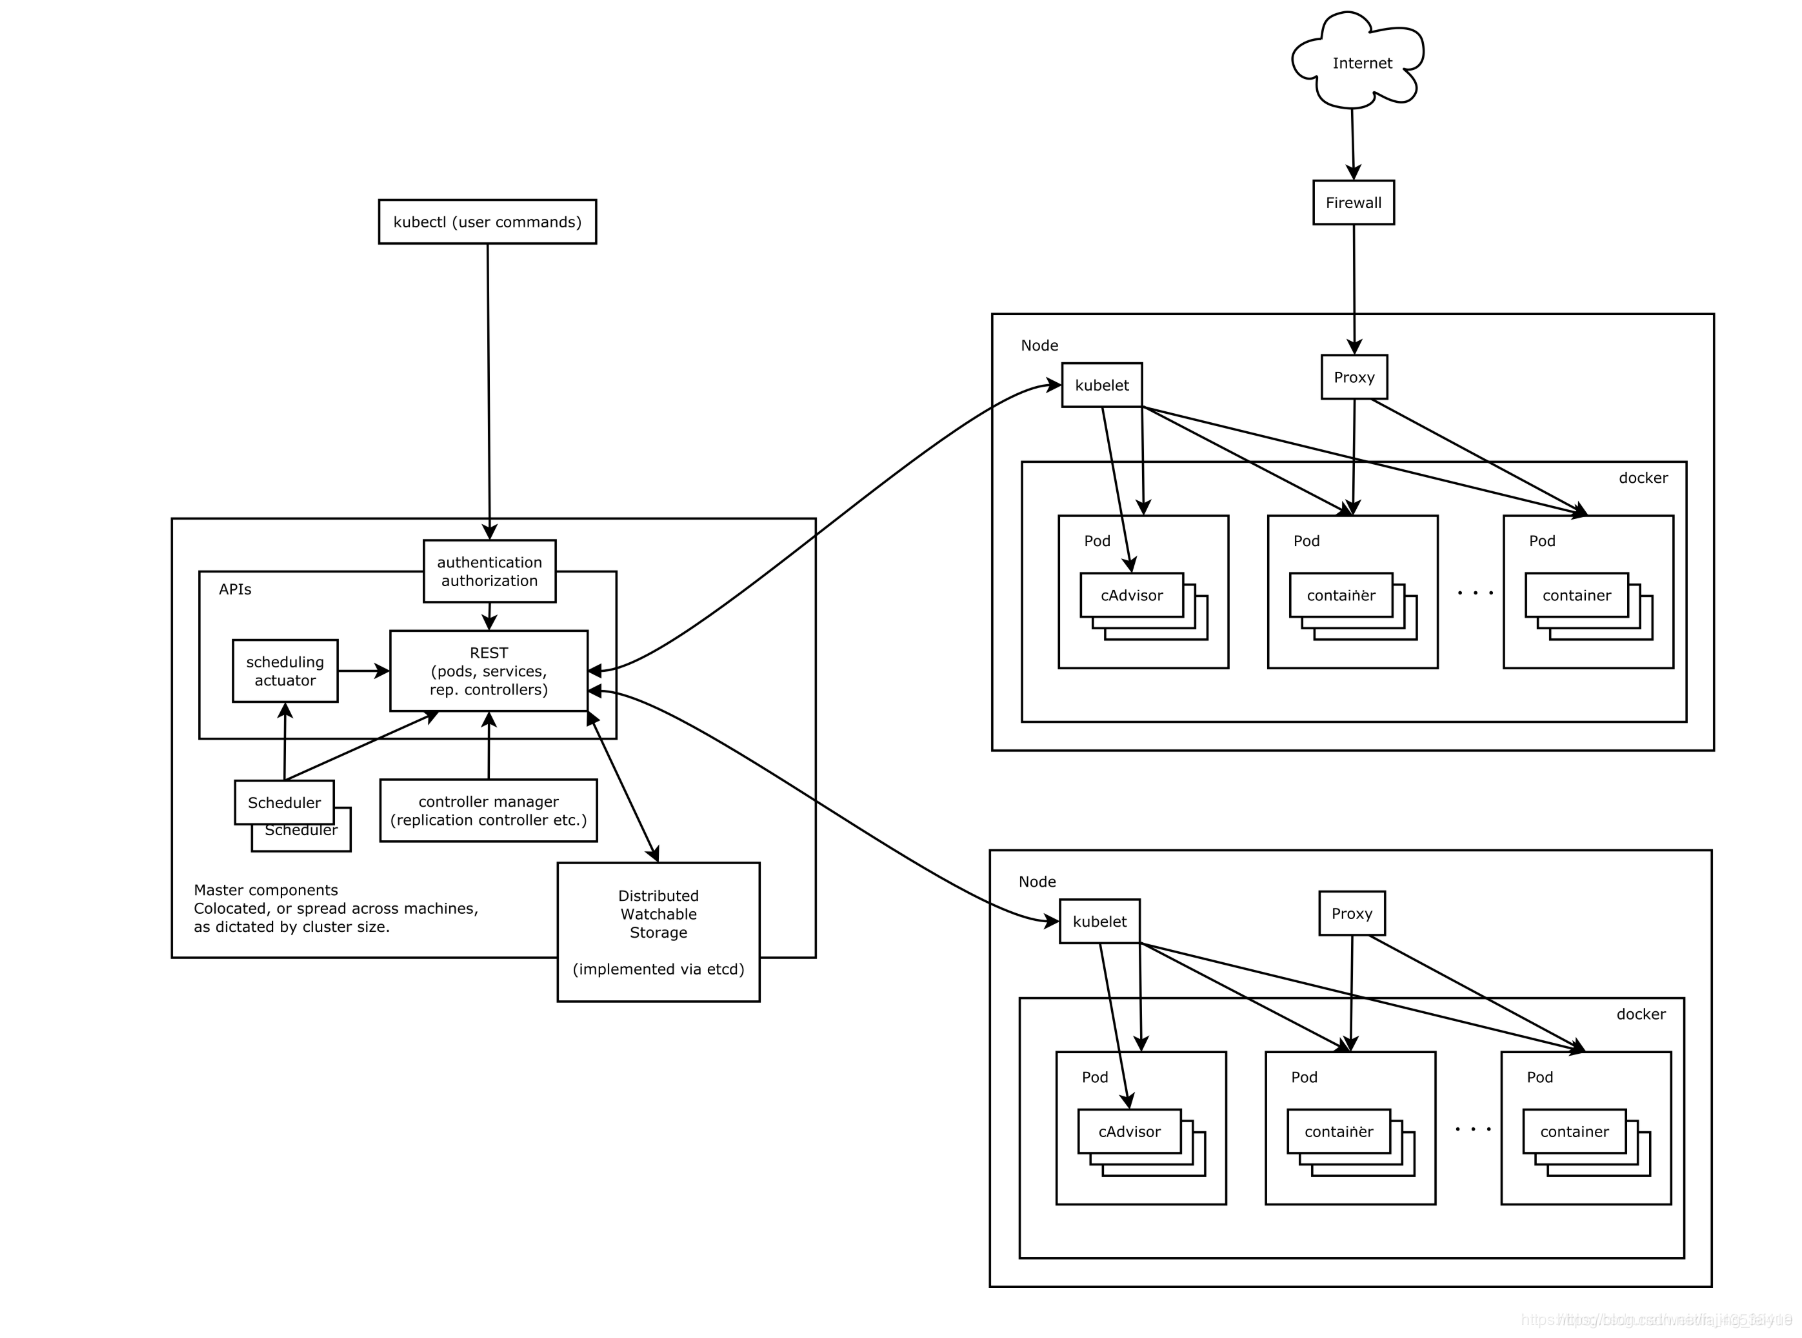 Internet
Firewall
kubectl (user commands)
Node
kubelet
Proxy
docker
Pod
cAdvisor
Pod
container
. . .
Pod
container
authentication
authorization
APIs
REST
(pods, services,
rep. controllers)
scheduling
actuator
Scheduler
Scheduler
controller manager
(replication controller etc.)
Master components
Colocated, or spread across machines,
as dictated by cluster size.
Distributed
Watchable
Storage
(implemented via etcd)
Node
kubelet
Proxy
docker
Pod
cAdvisor
Pod
container
. . .
Pod
container